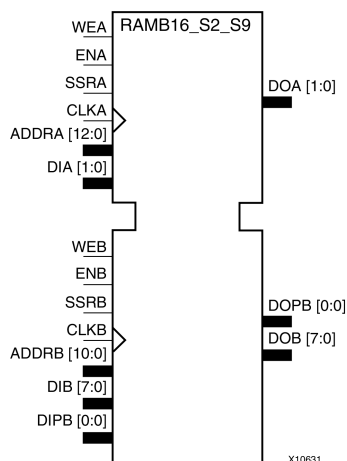 RAMB16_S2_S9
WEA
ENA
SSRA
CLKA
ADDRA [12:0]
DIA [1:0]
DOA [1:0]
WEB
ENB
SSRB
CLKB
ADDRB [10:0]
DIB [7:0]
DIPB [0:0]
DOPB [0:0]
DOB [7:0]
X10631